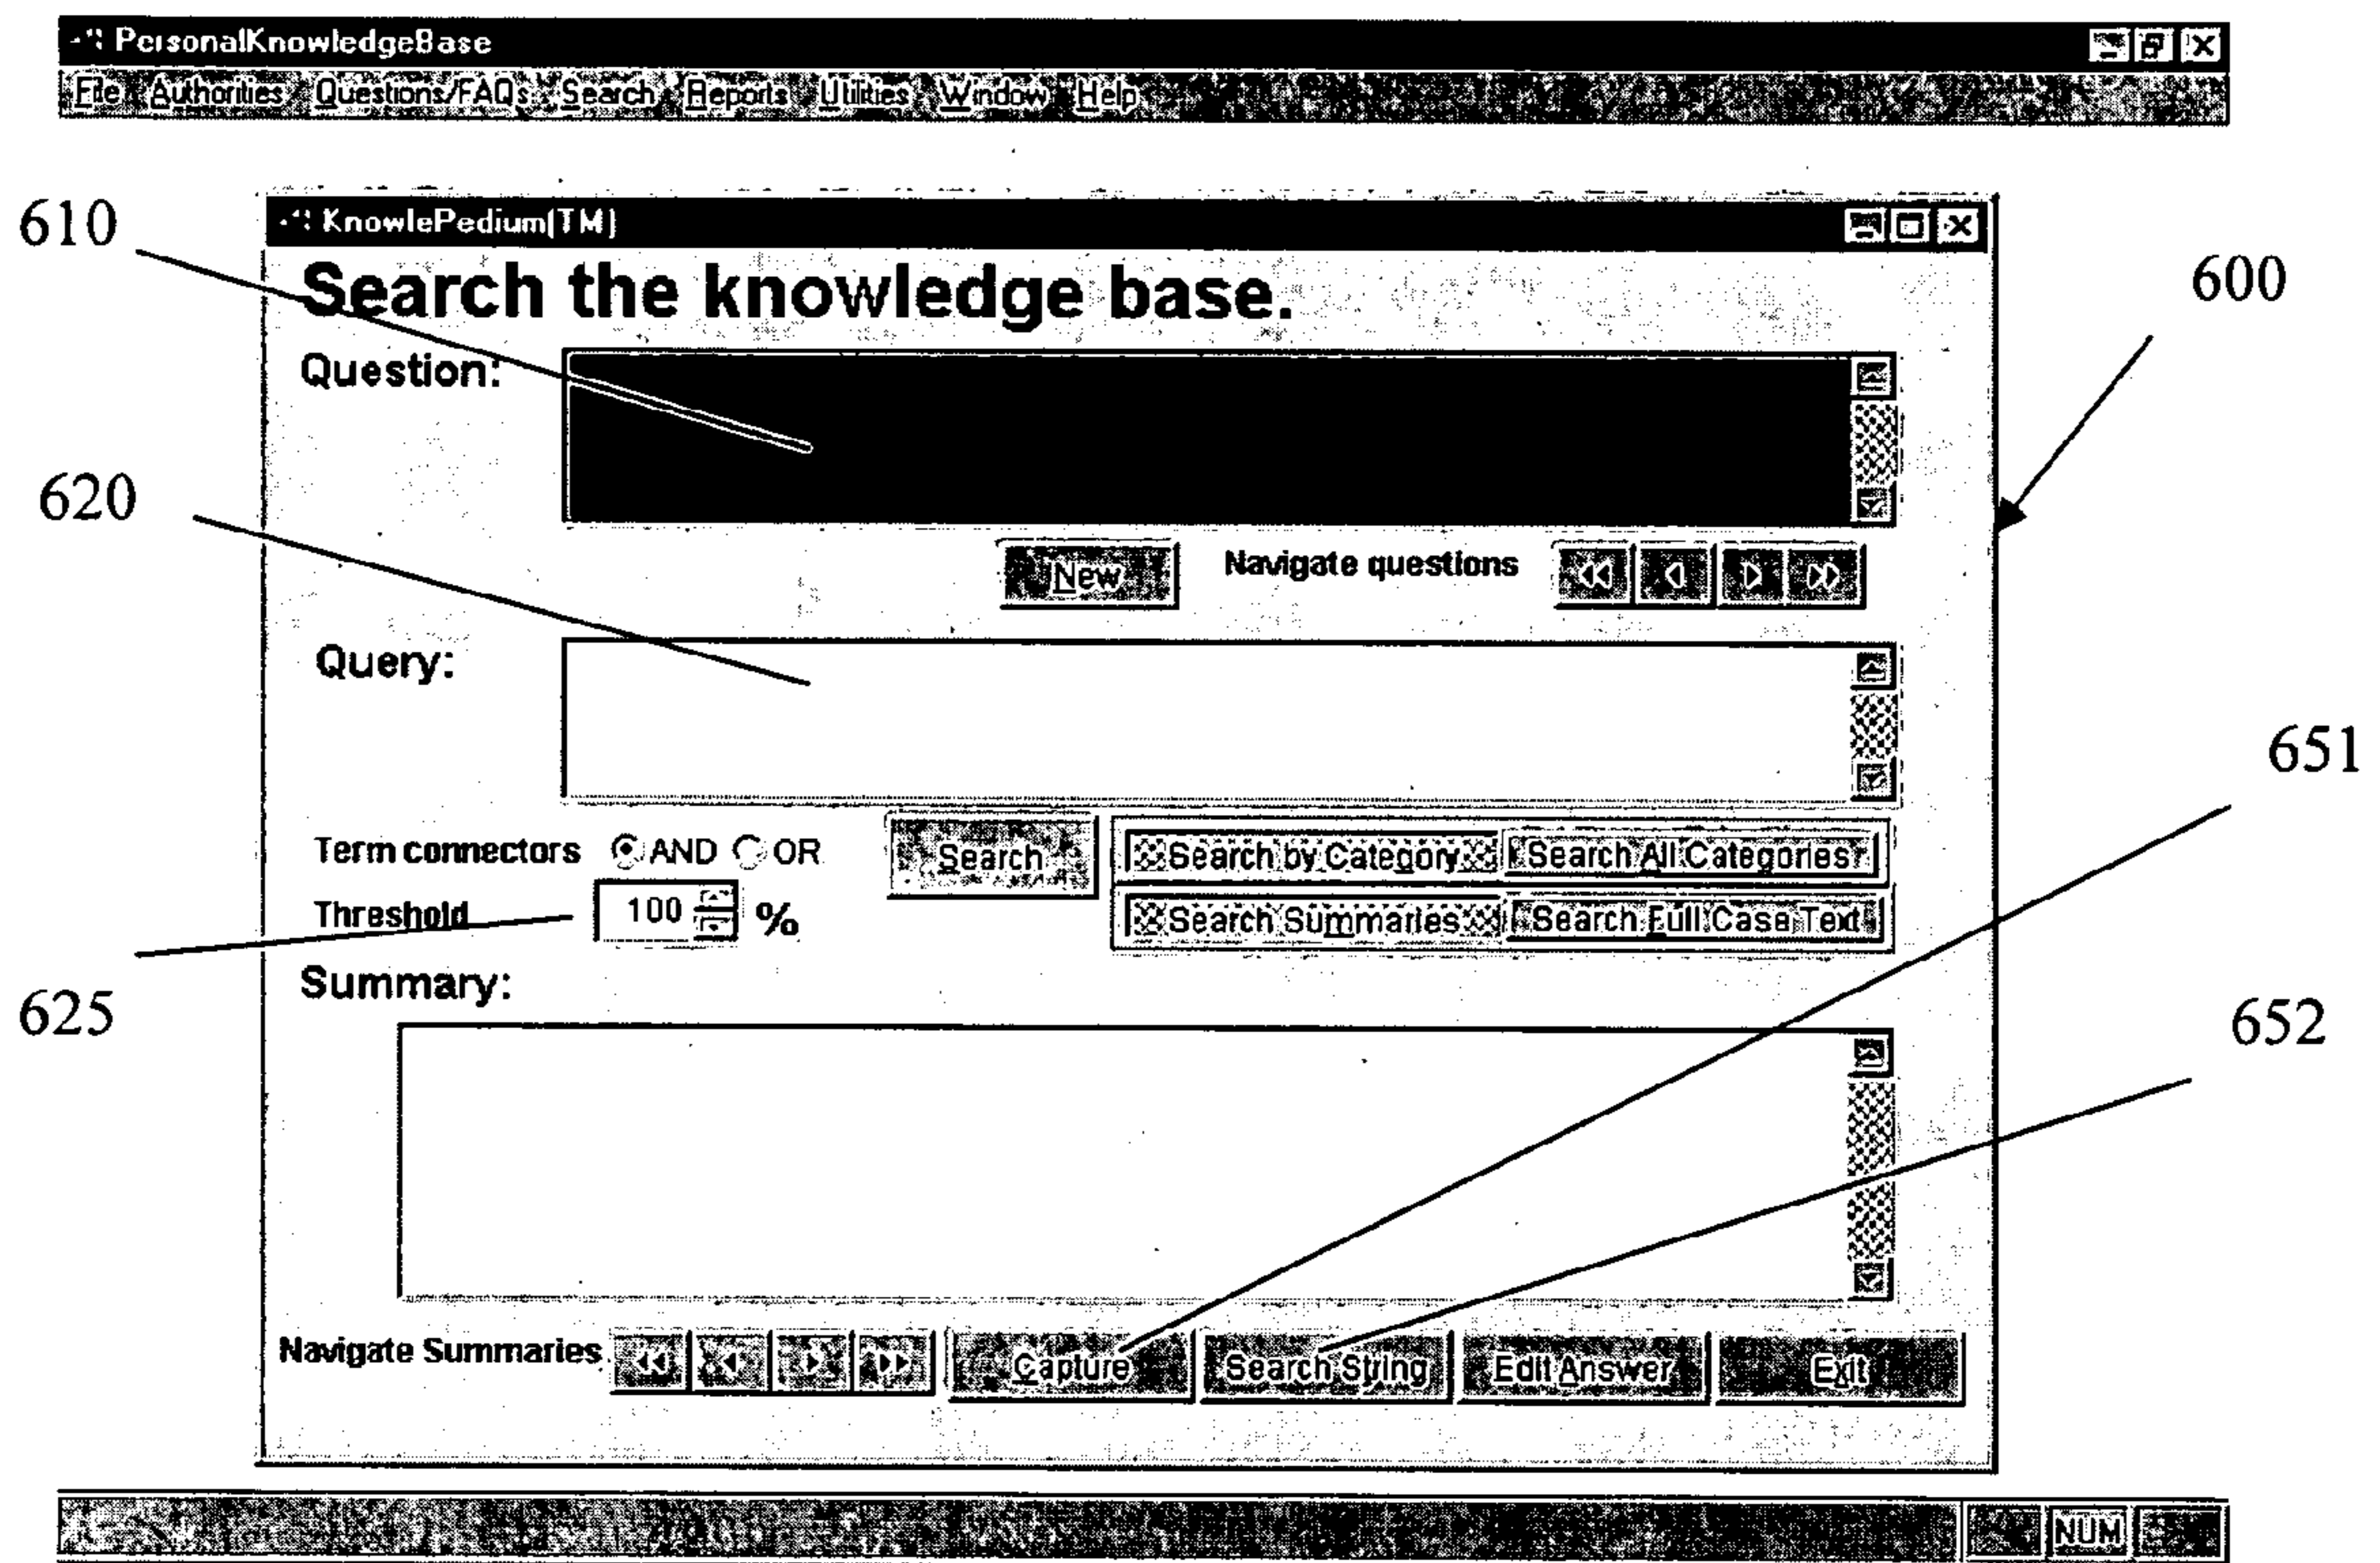 PersonalKnowledgeBase
File Authorities Questions/FAQs Search Reports Utilities Window Help
610
KnowlePedium(TM)
600
Search the knowledge base.
Question:
620
New Navigate questions
Query:
651
Term connectors AND OR Search Search by Category Search All Categories
Threshold 100 % Search Summaries Search Full Case Text
625
Summary:
652
Navigate Summaries Capture Search String Edit Answer Exit
NUM